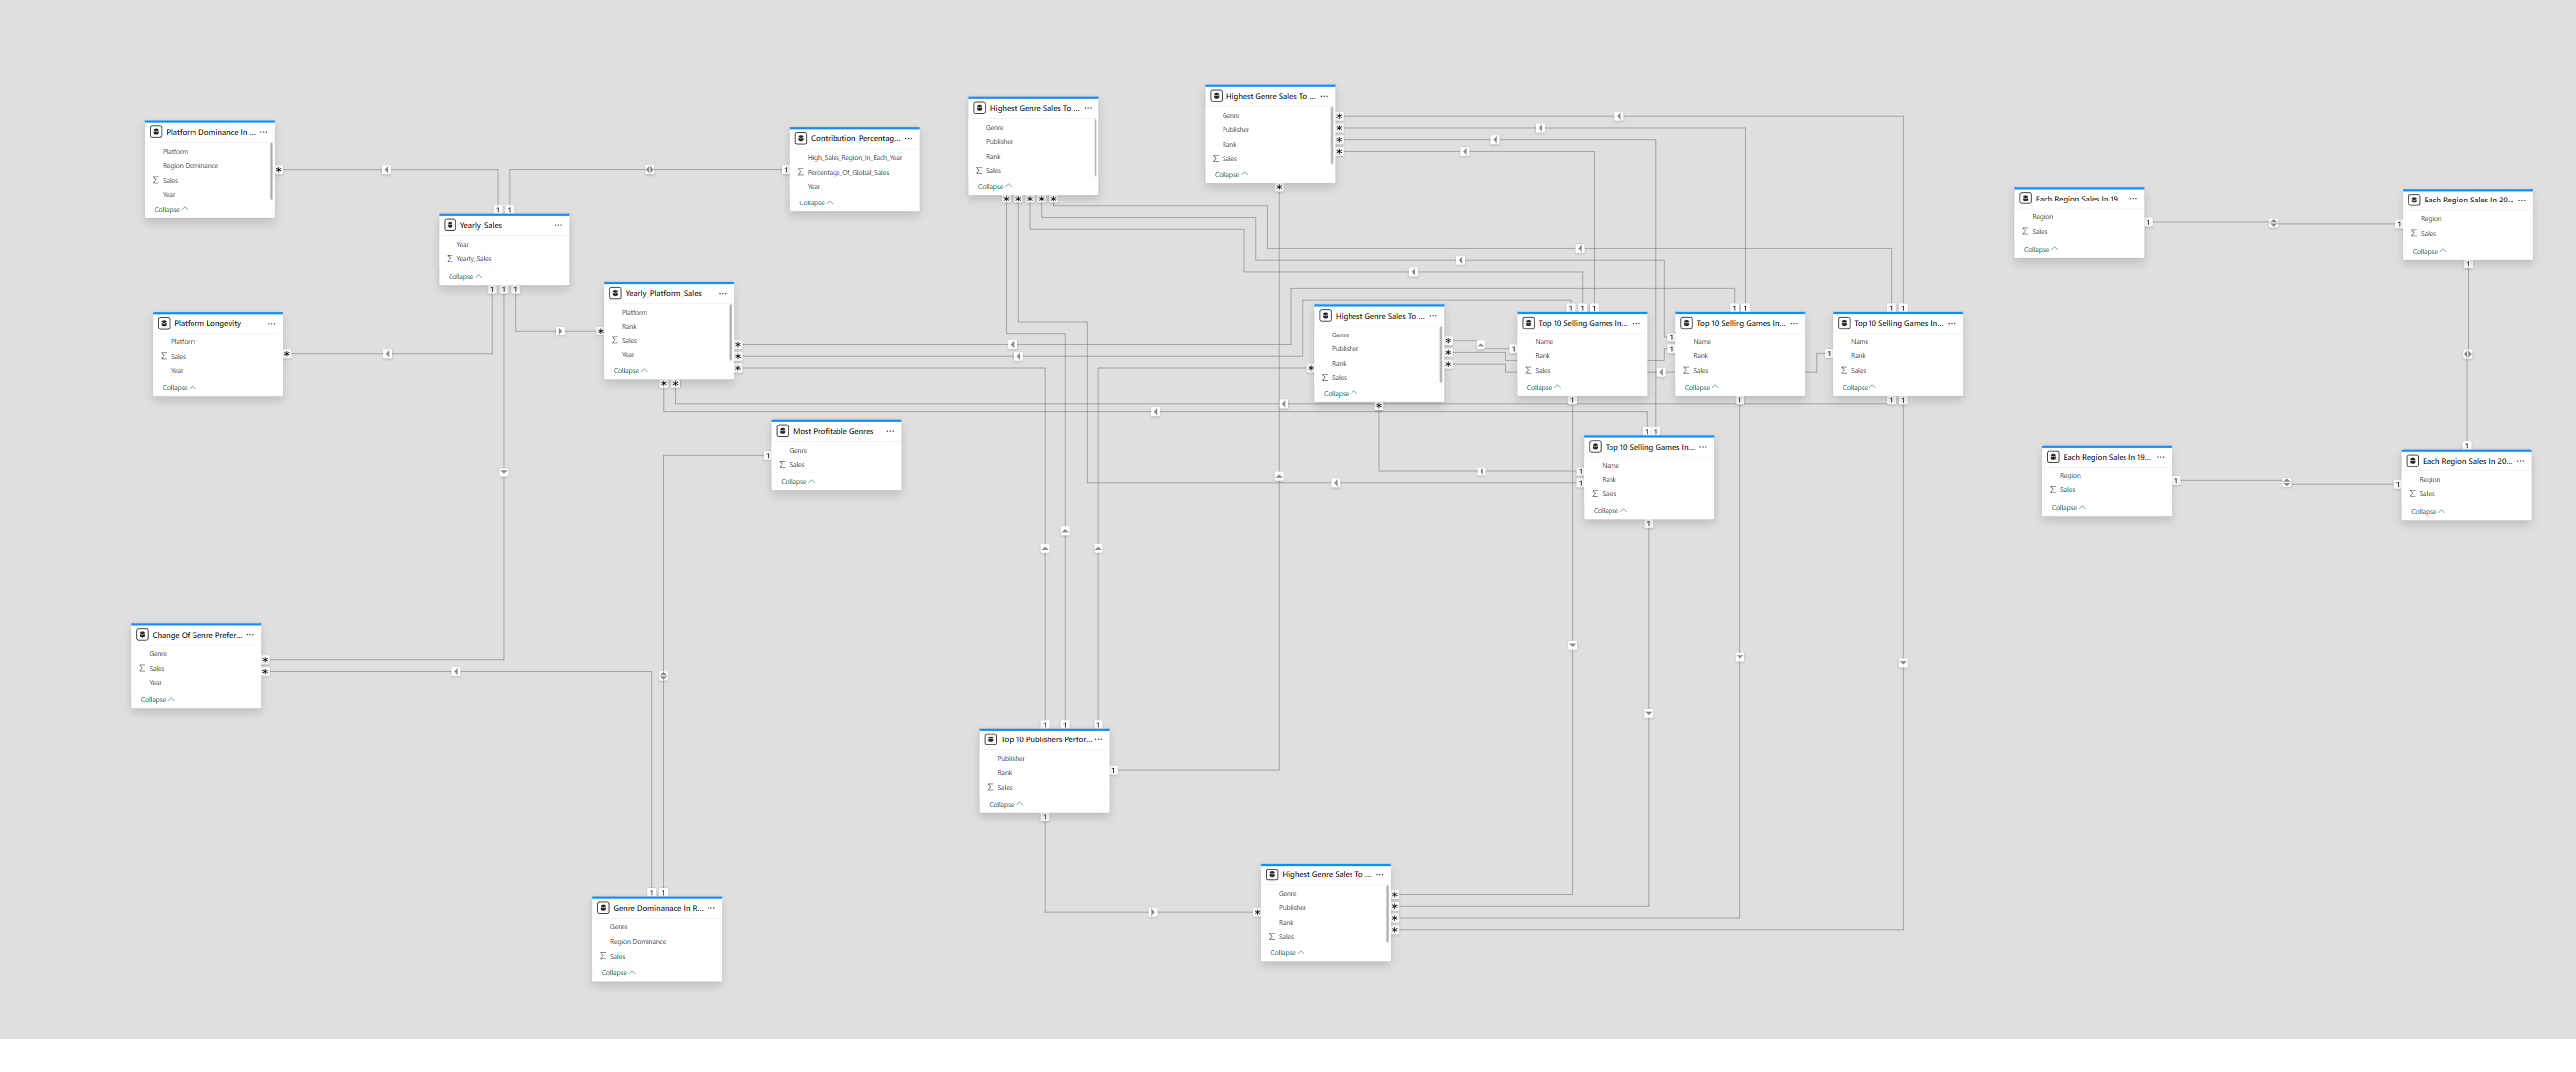 Platform Dominance In ...
Platform
Region Dominance
Sales
Year
Collapse
Contribution_Percentag...
High_Sales_Region_In_Each_Year
Percentage_Of_Global_Sales
Year
Collapse
Highest Genre Sales To ...
Genre
Publisher
Rank
Sales
Collapse
Highest Genre Sales To ...
Genre
Publisher
Rank
Sales
Collapse
Each Region Sales In 19...
Region
Sales
Collapse
Each Region Sales In 20...
Region
Sales
Collapse
Yearly_Sales
Year
Yearly_Sales
Collapse
Yearly_Platform_Sales
Platform
Rank
Sales
Year
Collapse
Platform Longevity
Platform
Sales
Year
Collapse
Highest Genre Sales To ...
Genre
Publisher
Rank
Sales
Collapse
Top 10 Selling Games In...
Name
Rank
Sales
Collapse
Top 10 Selling Games In...
Name
Rank
Sales
Collapse
Top 10 Selling Games In...
Name
Rank
Sales
Collapse
Most Profitable Genres
Genre
Sales
Collapse
Top 10 Selling Games In...
Name
Rank
Sales
Collapse
Each Region Sales In 19...
Region
Sales
Collapse
Each Region Sales In 20...
Region
Sales
Collapse
Change Of Genre Prefer...
Genre
Sales
Year
Collapse
Top 10 Publishers Perfor...
Publisher
Rank
Sales
Collapse
Highest Genre Sales To ...
Genre
Publisher
Rank
Sales
Collapse
Genre Dominanace In R...
Genre
Region Dominance
Sales
Collapse